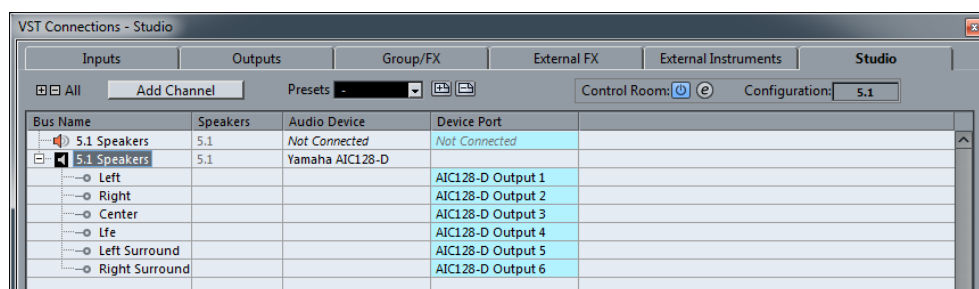 VST Connections - Studio
Inputs Outputs Group/FX External FX External Instruments Studio
All Add Channel Presets - Control Room: e Configuration: 5.1
Bus Name Speakers Audio Device Device Port
5.1 Speakers 5.1 Not Connected Not Connected
5.1 Speakers 5.1 Yamaha AIC128-D
Left AIC128-D Output 1
Right AIC128-D Output 2
Center AIC128-D Output 3
Lfe AIC128-D Output 4
Left Surround AIC128-D Output 5
Right Surround AIC128-D Output 6